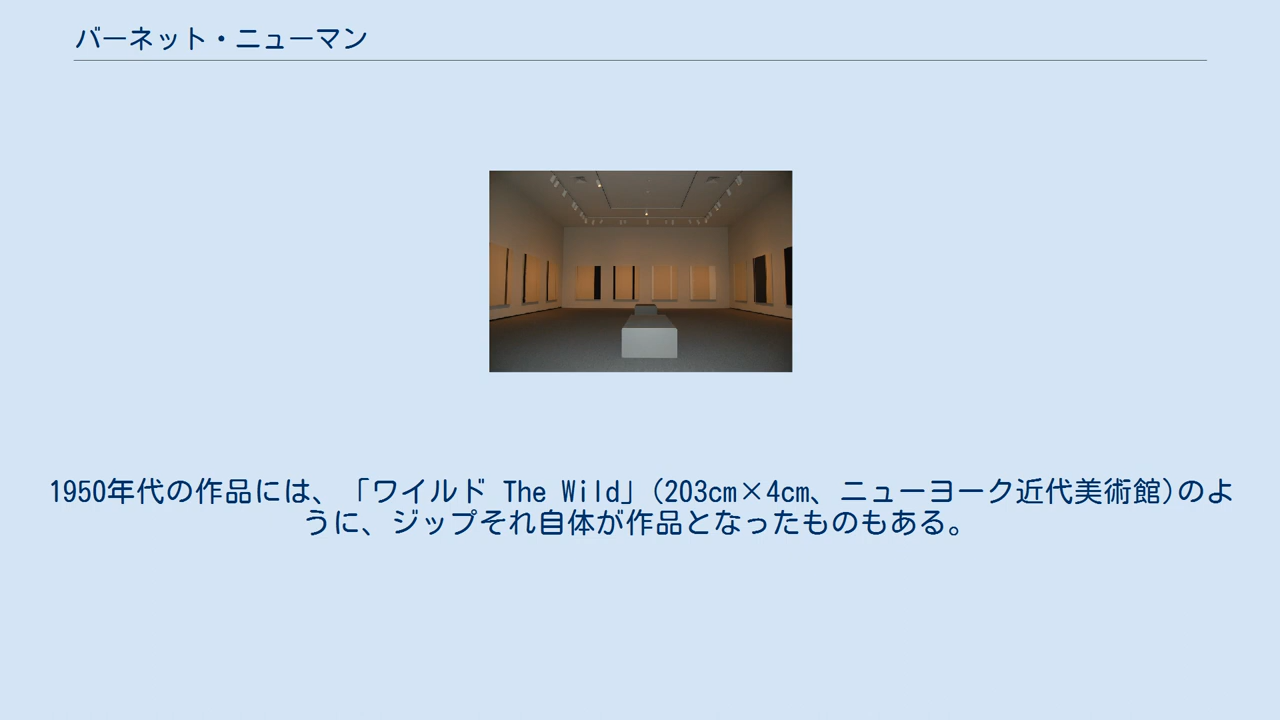 バーネット・ニューマン
1950年代の作品には、「ワイルド The Wild」(203cm×4cm、ニューヨーク近代美術館)のよ
うに、ジップそれ自体が作品となったものもある。